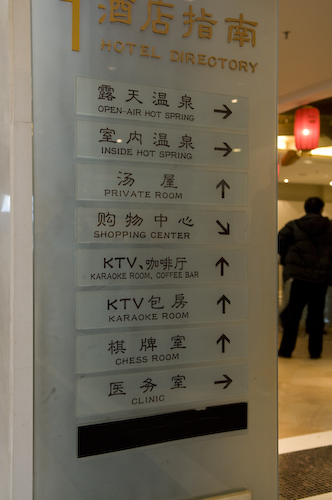 1
酒店指南
HOTEL DIRECTORY
露天温泉
OPEN-AIR HOT SPRING
室内温泉
INSIDE HOT SPRING
汤屋
PRIVATE ROOM
购物中心
SHOPPING CENTER
KTV、咖啡厅
KARAOKE ROOM, COFFEE BAR
KTV包房
KARAOKE ROOM
棋牌室
CHESS ROOM
医务室
CLINIC